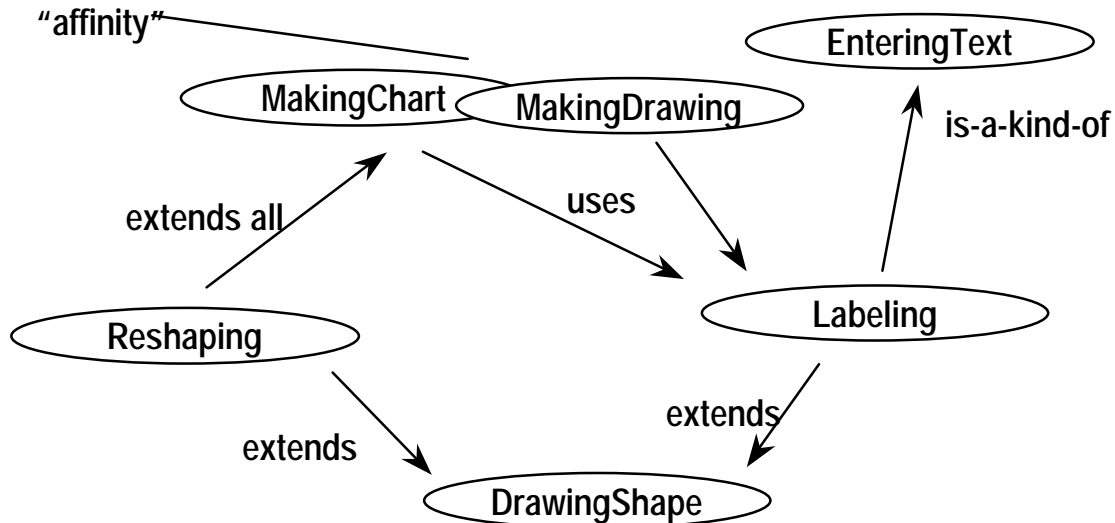 “affinity”
EnteringText
MakingChart
MakingDrawing
is-a-kind-of
extends all
uses
Reshaping
Labeling
extends
extends
DrawingShape